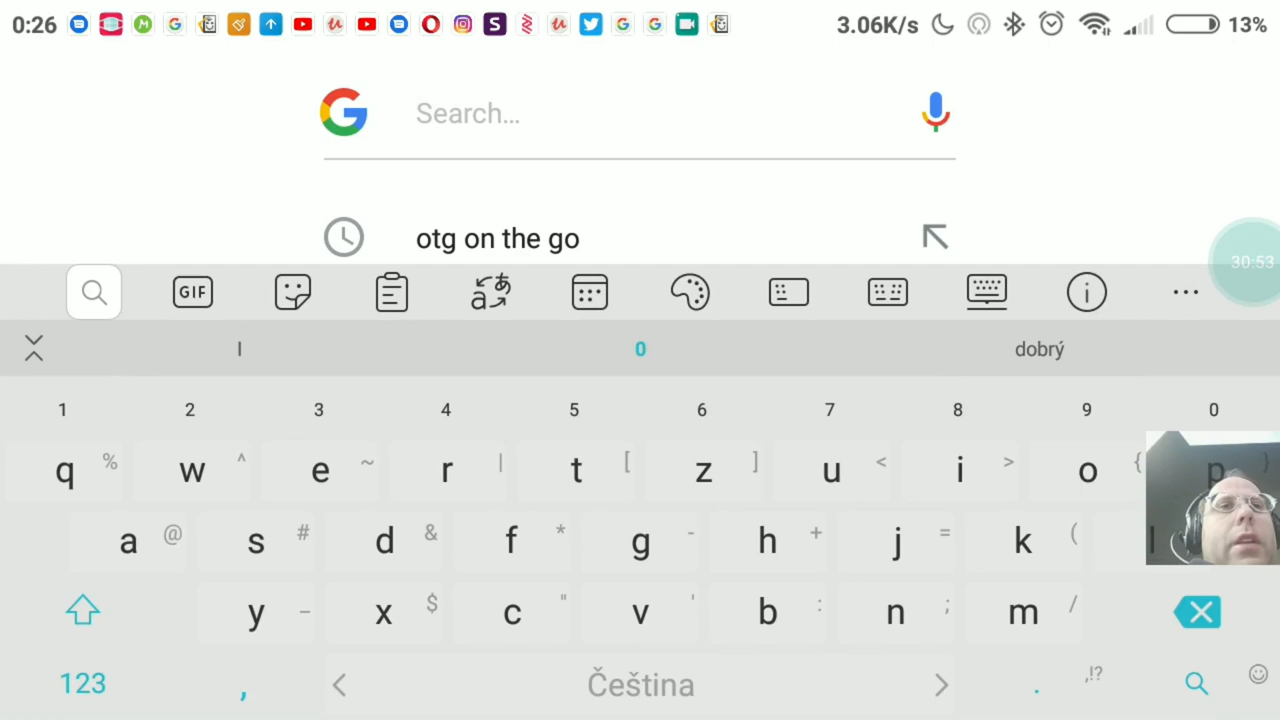 0:26 3.06K/s 13%
Search...
otg on the go
30:53
GIF
I 0 dobrý
1 2 3 4 5 6 7 8 9 0
q % w ^ e ~ r | t [ z ] u < i > o { p }
a @ s # d & f * g - h + j = k ( l
y _ x $ c " v ' b : n ; m /
123 , < Čeština > . ,!?